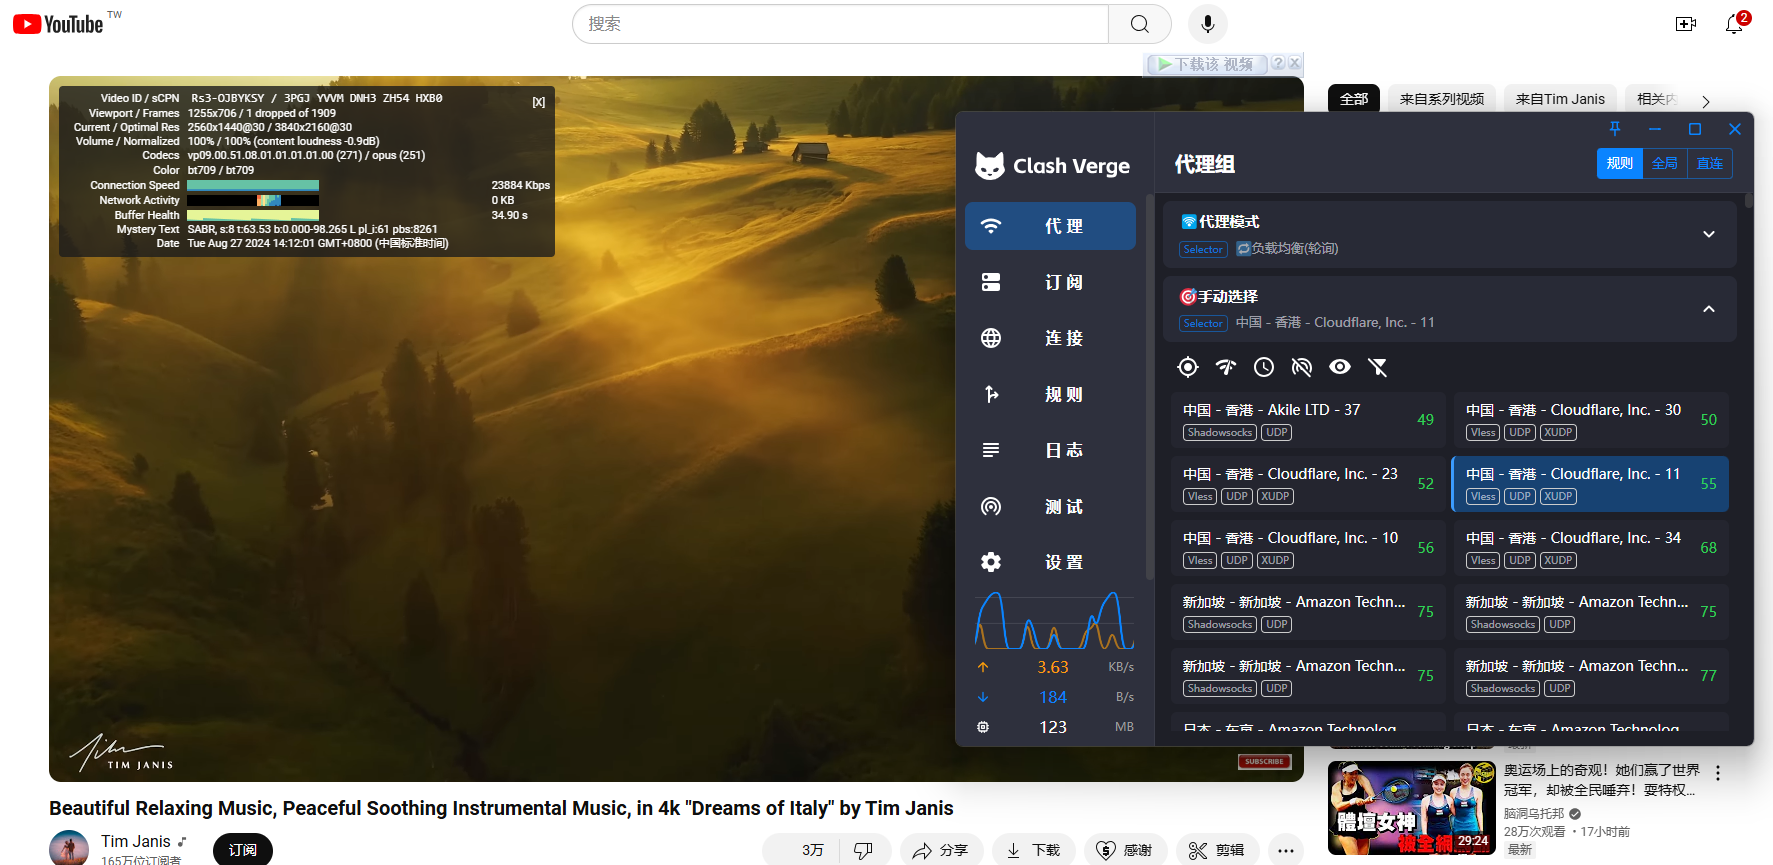 YouTube TW
搜索
2
下载该 视频 ? X
Video ID / sCPN Rs3-OJBYKSY / 3PGJ YVVM DNH3 ZH54 HXB0
[X]
Viewport / Frames 1255x706 / 1 dropped of 1909
Current / Optimal Res 2560x1440@30 / 3840x2160@30
Volume / Normalized 100% / 100% (content loudness -0.9dB)
Codecs vp09.00.51.08.01.01.01.01.00 (271) / opus (251)
Color bt709 / bt709
Connection Speed 23884 Kbps
Network Activity 0 KB
Buffer Health 34.90 s
Mystery Text SABR, s:8 t:63.53 b:0.000-98.265 L pl_i:61 pbs:8261
Date Tue Aug 27 2024 14:12:01 GMT+0800 (中国标准时间)
TIM JANIS
SUBSCRIBE
全部 来自系列视频 来自Tim Janis 相关内
Clash Verge
代理
订阅
连接
规则
日志
测试
设置
3.63 KB/s
184 B/s
123 MB
代理组
规则 全局 直连
代理模式
Selector 负载均衡(轮询)
手动选择
Selector 中国 - 香港 - Cloudflare, Inc. - 11
中国 - 香港 - Akile LTD - 37
Shadowsocks UDP
49
中国 - 香港 - Cloudflare, Inc. - 30
Vless UDP XUDP
50
中国 - 香港 - Cloudflare, Inc. - 23
Vless UDP XUDP
52
中国 - 香港 - Cloudflare, Inc. - 11
Vless UDP XUDP
55
中国 - 香港 - Cloudflare, Inc. - 10
Vless UDP XUDP
56
中国 - 香港 - Cloudflare, Inc. - 34
Vless UDP XUDP
68
新加坡 - 新加坡 - Amazon Techn...
Shadowsocks UDP
75
新加坡 - 新加坡 - Amazon Techn...
Shadowsocks UDP
75
新加坡 - 新加坡 - Amazon Techn...
Shadowsocks UDP
75
新加坡 - 新加坡 - Amazon Techn...
Shadowsocks UDP
77
日本 - 东京 - Amazon Technolog
日本 - 东京 - Amazon Technolog
Beautiful Relaxing Music, Peaceful Soothing Instrumental Music, in 4k "Dreams of Italy" by Tim Janis
Tim Janis
165万位订阅者
订阅
3万
分享
下载
感谢
剪辑
體壇女神
被全網
29:24
奥运场上的奇观！她们赢了世界
冠军，却被全民唾弃！耍特权...
脑洞乌托邦
28万次观看 • 17小时前
最新